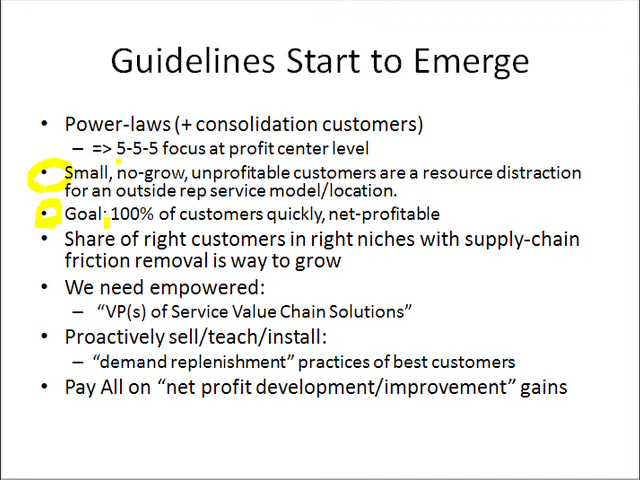 Guidelines Start to Emerge
• Power-laws (+ consolidation customers)
– => 5-5-5 focus at profit center level
• Small, no-grow, unprofitable customers are a resource distraction
for an outside rep service model/location.
• Goal: 100% of customers quickly, net-profitable
• Share of right customers in right niches with supply-chain
friction removal is way to grow
• We need empowered:
– “VP(s) of Service Value Chain Solutions”
• Proactively sell/teach/install:
– “demand replenishment” practices of best customers
• Pay All on “net profit development/improvement” gains